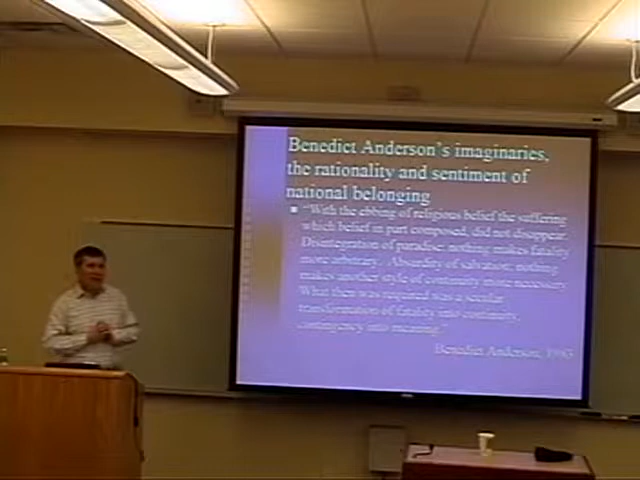 Benedict Anderson's imaginaries,
the rationality and sentiment of
national belonging
"With the ebbing of religious belief the suffering
which belief in part composed, did not disappear.
Disintegration of paradise: nothing makes fatality
more arbitrary. Absurdity of salvation: nothing
makes another style of continuity more necessary.
What then was required was a secular
transformation of fatality into continuity,
contingency into meaning."
Benedict Anderson,